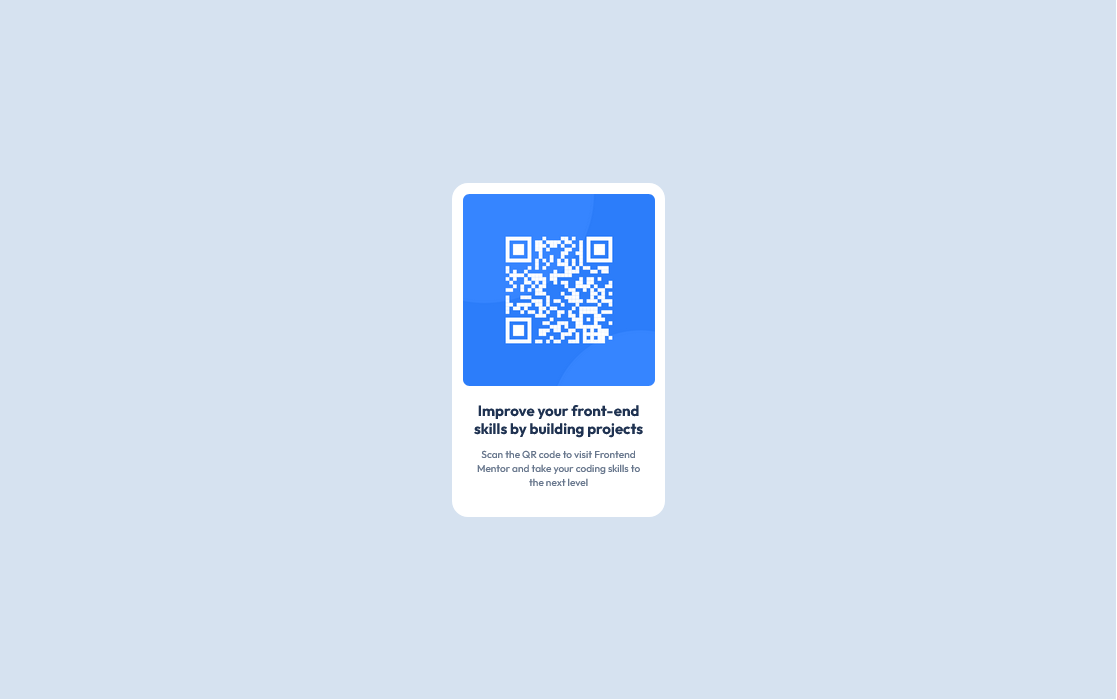 Improve your front-end
skills by building projects
Scan the QR code to visit Frontend
Mentor and take your coding skills to
the next level